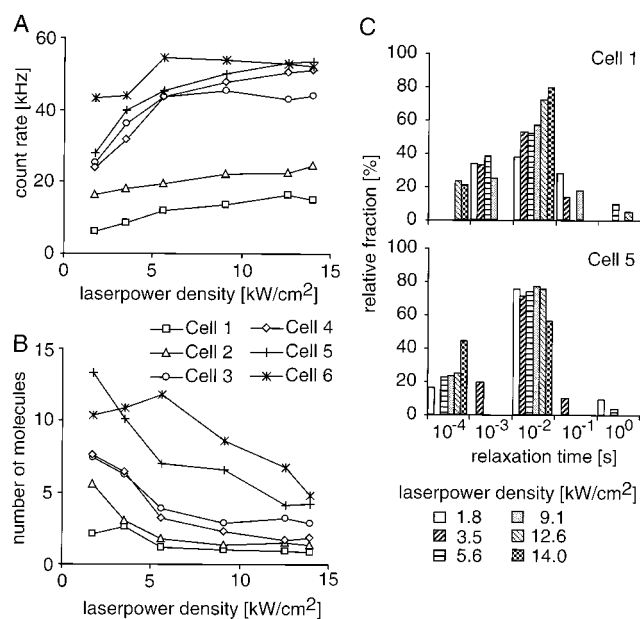 A
count rate [kHz]
60
40
20
0
0
5
10
15
laserpower density [kW/cm²]
B
Cell 1
Cell 2
Cell 3
Cell 4
Cell 5
Cell 6
number of molecules
15
10
5
0
0
5
10
15
laserpower density [kW/cm²]
C
relative fraction [%]
100
80
60
40
20
0
Cell 1
100
80
60
40
20
0
Cell 5
10⁻⁴
10⁻³
10⁻²
10⁻¹
10⁰
relaxation time [s]
laserpower density [kW/cm²]
1.8
3.5
5.6
9.1
12.6
14.0